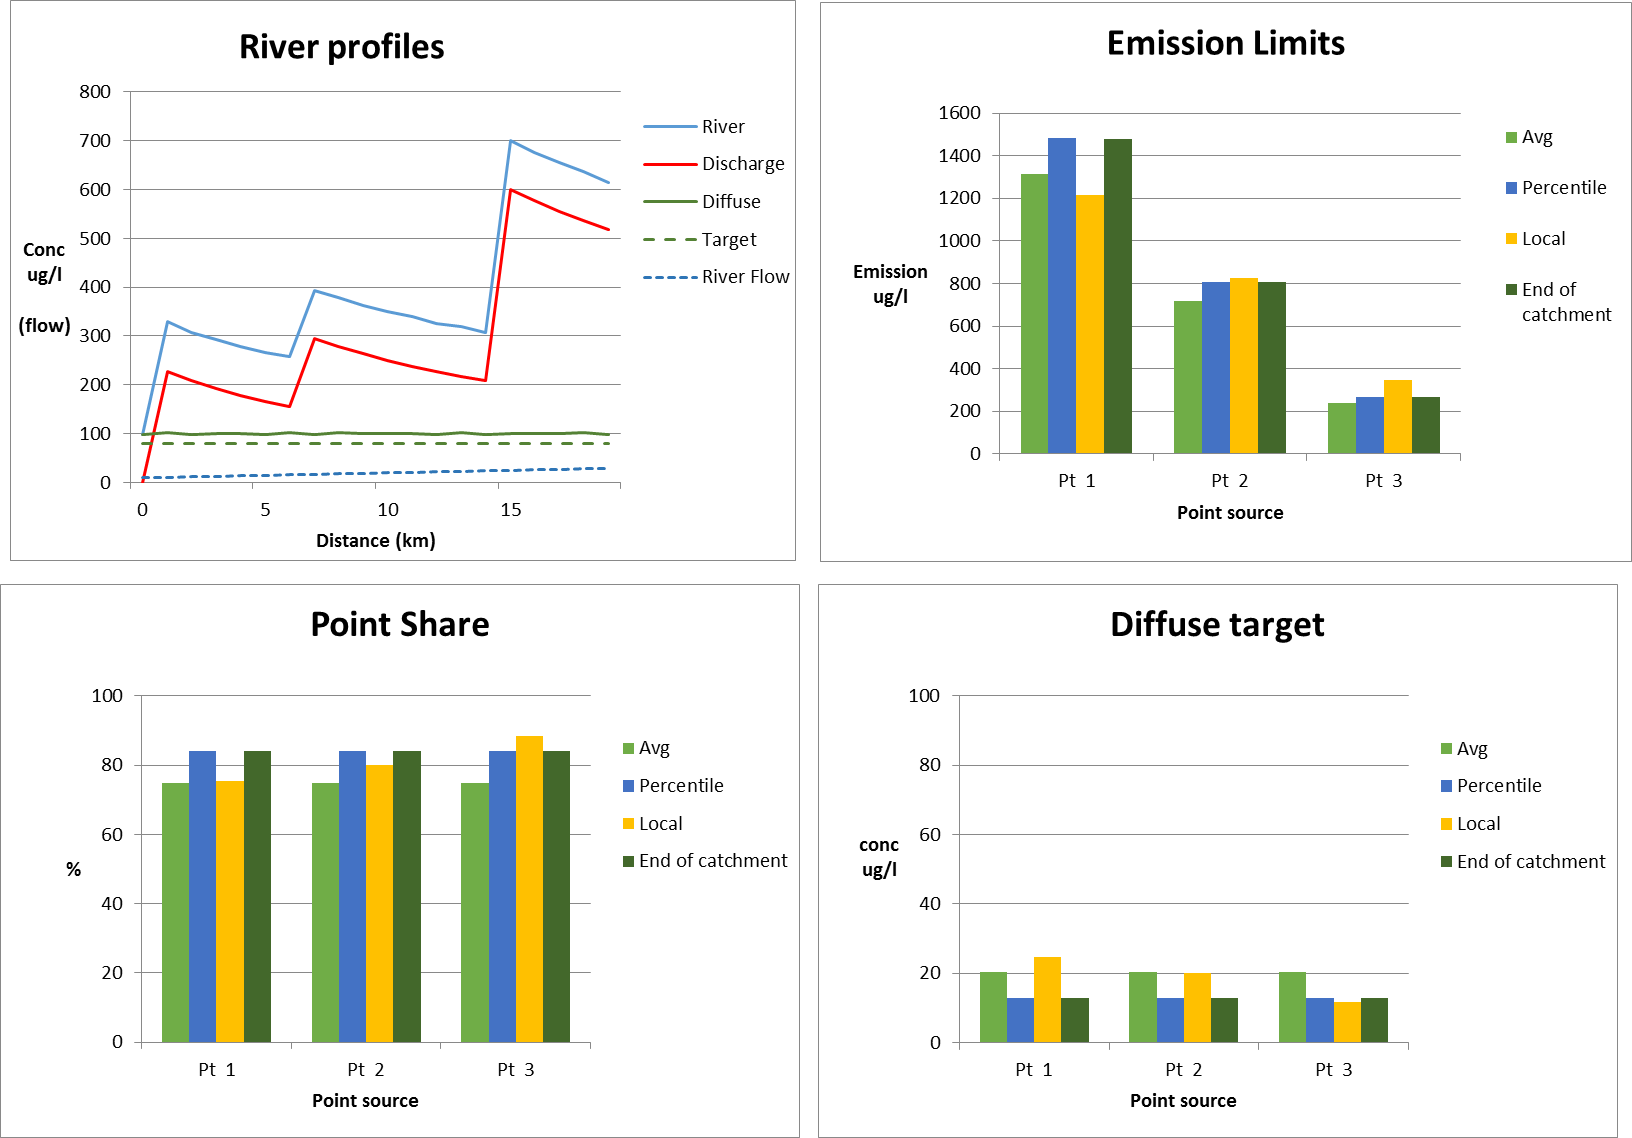 River profiles
800
700
600
500
400
300
200
100
0
Conc
ug/l
(flow)
0 5 10 15
Distance (km)
River
Discharge
Diffuse
Target
River Flow
Emission Limits
1600
1400
1200
1000
800
600
400
200
0
Emission
ug/l
Pt 1 Pt 2 Pt 3
Point source
Avg
Percentile
Local
End of
catchment
Point Share
100
80
60
40
20
0
%
Pt 1 Pt 2 Pt 3
Point source
Avg
Percentile
Local
End of catchment
Diffuse target
100
80
60
40
20
0
conc
ug/l
Pt 1 Pt 2 Pt 3
Point source
Avg
Percentile
Local
End of catchment